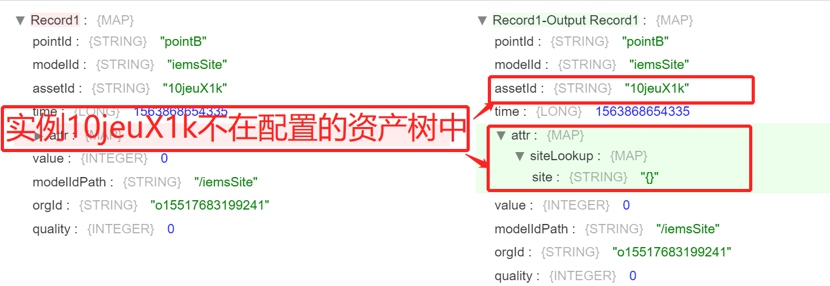 Record1 : {MAP}
pointId : {STRING} "pointB"
modelId : {STRING} "iemsSite"
assetId : {STRING} "10jeuX1k"
time : {LONG} 1563868654335
实例10jeuX1k不在配置的资产树中
attr : {MAP}
value : {INTEGER} 0
modelIdPath : {STRING} "/iemsSite"
orgId : {STRING} "o15517683199241"
quality : {INTEGER} 0
Record1-Output Record1 : {MAP}
pointId : {STRING} "pointB"
modelId : {STRING} "iemsSite"
assetId : {STRING} "10jeuX1k"
time : {LONG} 1563868654335
attr : {MAP}
siteLookup : {MAP}
site : {STRING} "{}"
value : {INTEGER} 0
modelIdPath : {STRING} "/iemsSite"
orgId : {STRING} "o15517683199241"
quality : {INTEGER} 0